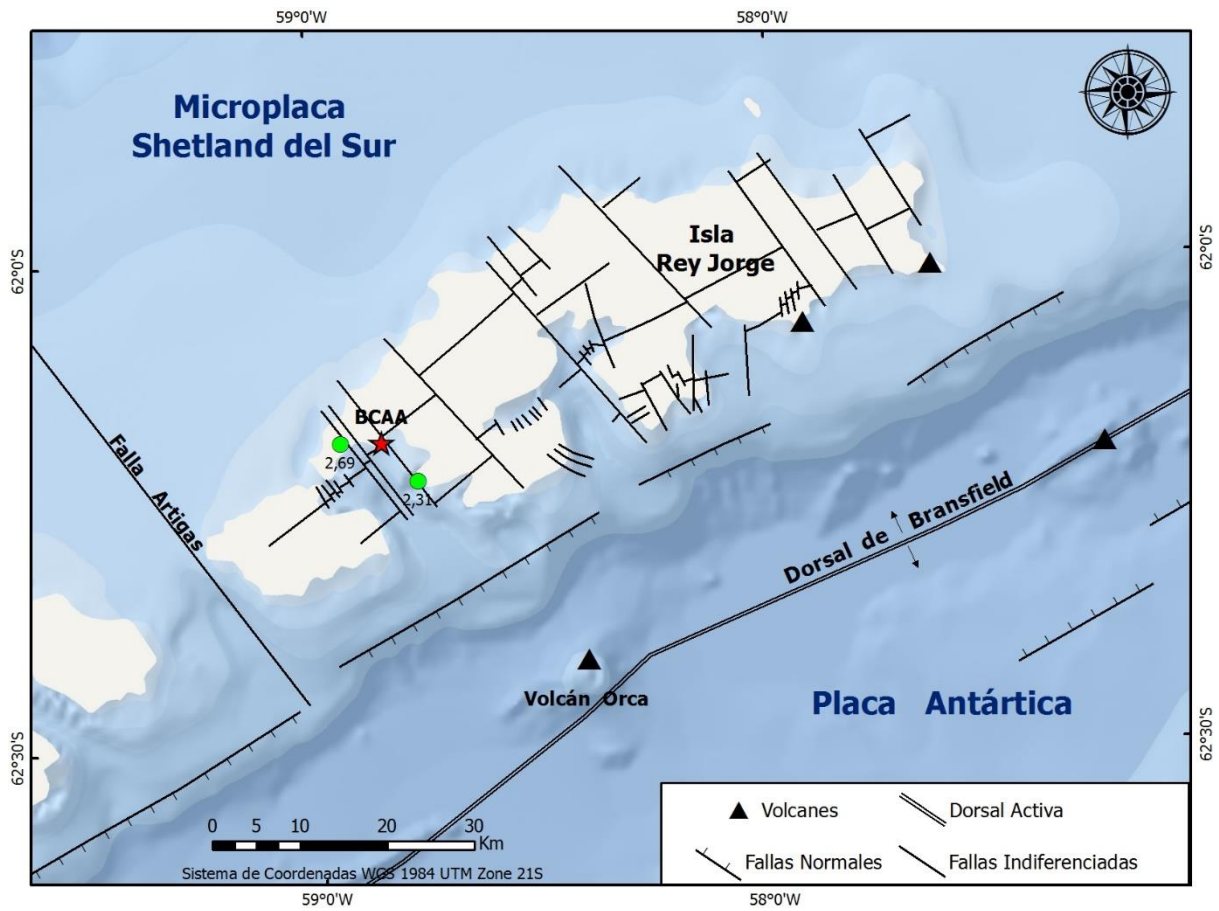 59°0'W
58°0'W
Microplaca
Shetland del Sur
Isla
Rey Jorge
62°0'S
62°0'S
BCAA
2,69
2,31
Falla Artigas
Dorsal de Bransfield
Volcán Orca
Placa Antártica
62°30'S
62°30'S
0 5 10 20 30
Km
Sistema de Coordenadas WGS 1984 UTM Zone 21S
Volcanes
Dorsal Activa
Fallas Normales
Fallas Indiferenciadas
59°0'W
58°0'W